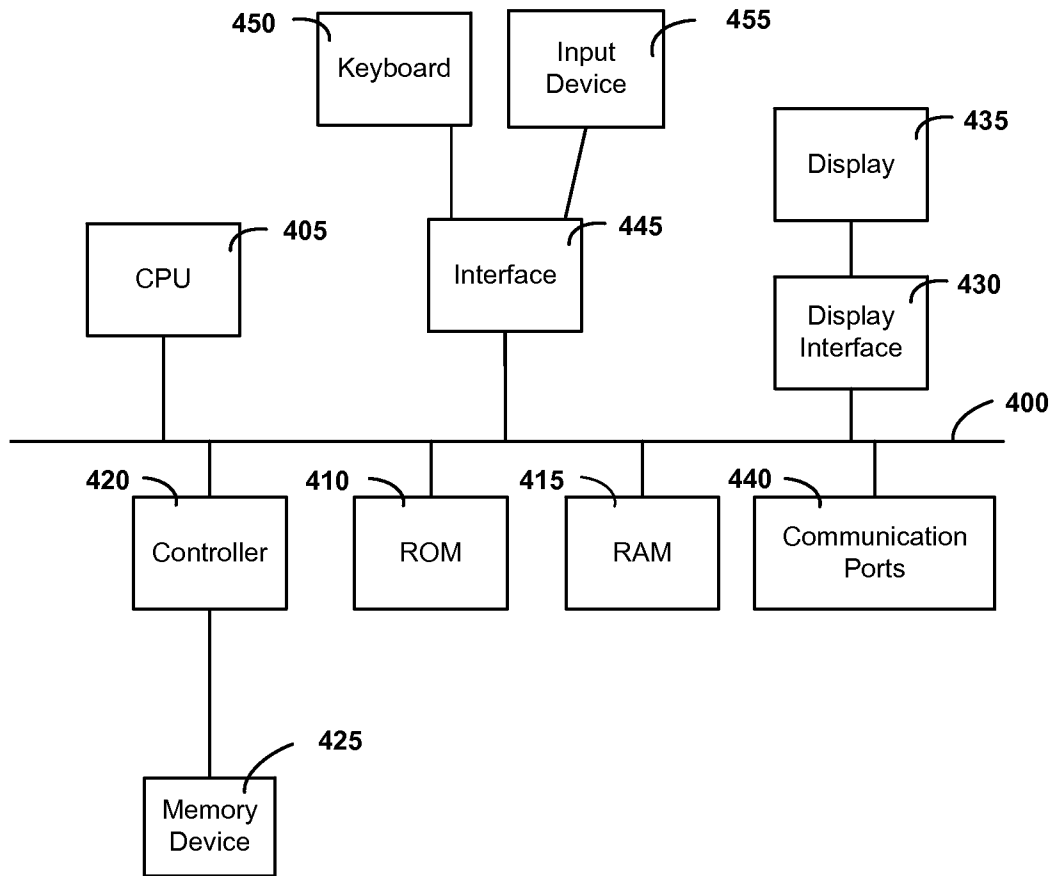 450
Keyboard
Input
Device
455
435
Display
405
CPU
445
Interface
430
Display
Interface
400
420
Controller
410
ROM
415
RAM
440
Communication
Ports
425
Memory
Device